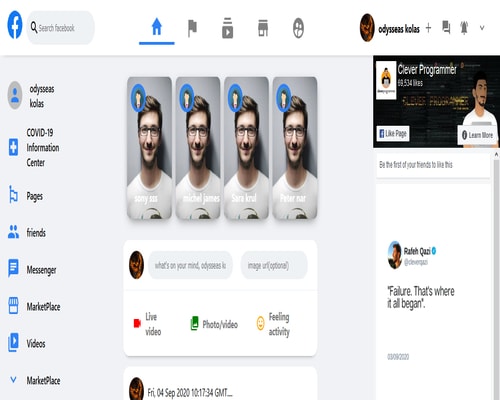 Search facebook
odysseas kolas
odysseas
kolas
COVID-19
Information
Center
Pages
friends
Messenger
MarketPlace
Videos
MarketPlace
sony sss
michel james
Sara krul
Peter nar
what's on your mind, odysseas ko
image url(optional)
Live
video
Photo/video
Feeling
activity
Fri, 04 Sep 2020 10:17:34 GMT....
Clever Programmer
69,534 likes
CLEVER PROGRAMMER
Like Page
Learn More
Be the first of your friends to like this
Rafeh Qazi
@cleverqazi
"Failure. That's where
it all began".
03/09/2020